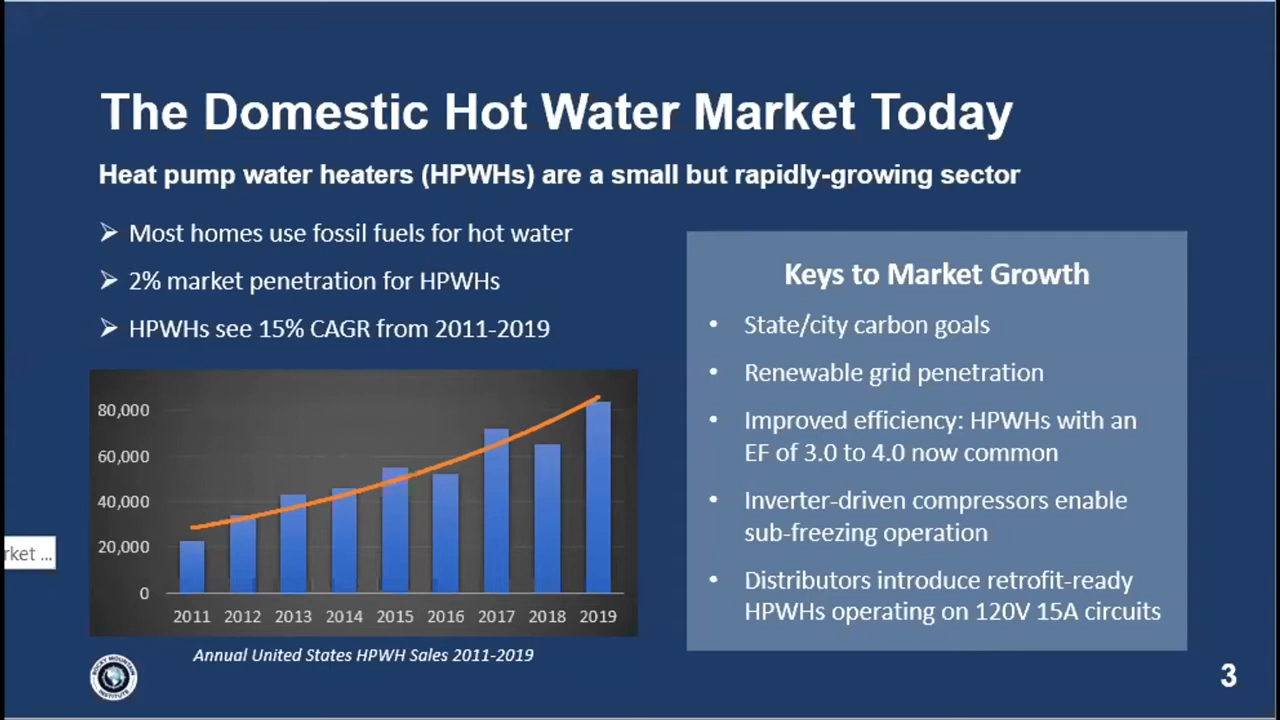 The Domestic Hot Water Market Today
Heat pump water heaters (HPWHs) are a small but rapidly-growing sector
➢ Most homes use fossil fuels for hot water
➢ 2% market penetration for HPWHs
➢ HPWHs see 15% CAGR from 2011-2019
80,000
60,000
40,000
20,000
0
2011 2012 2013 2014 2015 2016 2017 2018 2019
Annual United States HPWH Sales 2011-2019
Keys to Market Growth
• State/city carbon goals
• Renewable grid penetration
• Improved efficiency: HPWHs with an
EF of 3.0 to 4.0 now common
• Inverter-driven compressors enable
sub-freezing operation
• Distributors introduce retrofit-ready
HPWHs operating on 120V 15A circuits
rket ...
ROCKY MOUNTAIN
INSTITUTE
3